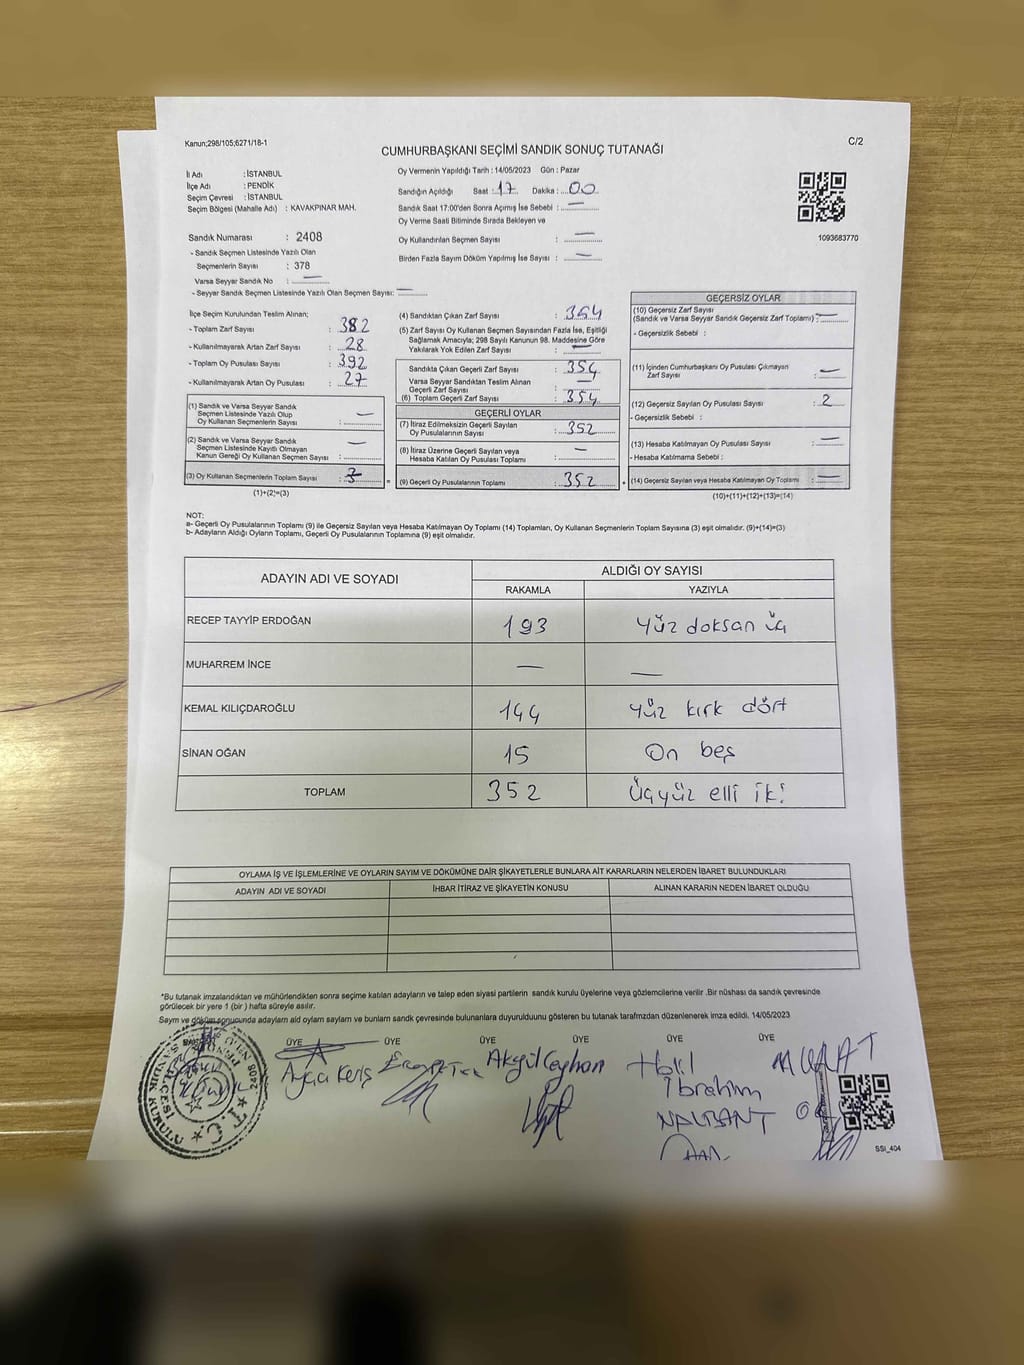 Kanun;298/105;6271/18-1
C/2
CUMHURBAŞKANI SEÇİMİ SANDIK SONUÇ TUTANAĞI
İl Adı : İSTANBUL
İlçe Adı : PENDİK
Seçim Çevresi : İSTANBUL
Seçim Bölgesi (Mahalle Adı) : KAVAKPINAR MAH.
Oy Vermenin Yapıldığı Tarih : 14/05/2023 Gün : Pazar
Sandığın Açıldığı Saat : 17 Dakika : 00
Sandık Saat 17:00'den Sonra Açımış İse Sebebi : —
Oy Verme Saati Bitiminde Sırada Bekleyen ve
Oy Kullandırılan Seçmen Sayısı : —
Birden Fazla Sayım Döküm Yapılmış İse Sayısı : —
1093683770
Sandık Numarası : 2408
- Sandık Seçmen Listesinde Yazılı Olan
Seçmenlerin Sayısı : 378
Varsa Seyyar Sandık No : —
- Seyyar Sandık Seçmen Listesinde Yazılı Olan Seçmen Sayısı: —
İlçe Seçim Kurulundan Teslim Alınan;
- Toplam Zarf Sayısı : 382
- Kullanılmayarak Artan Zarf Sayısı : 28
- Toplam Oy Pusulası Sayısı : 392
- Kullanılmayarak Artan Oy Pusulası : 27
(1) Sandık ve Varsa Seyyar Sandık
Seçmen Listesinde Yazılı Olup
Oy Kullanan Seçmenlerin Sayısı : —
(2) Sandık ve Varsa Seyyar Sandık
Seçmen Listesinde Kayıtlı Olmayan
Kanun Gereği Oy Kullanan Seçmen Sayısı : —
(3) Oy Kullanan Seçmenlerin Toplam Sayısı : 3
(1)+(2)=(3)
(4) Sandıktan Çıkan Zarf Sayısı : 354
(5) Zarf Sayısı Oy Kullanan Seçmen Sayısından Fazla İse, Eşitliği
Sağlamak Amacıyla; 298 Sayılı Kanunun 98. Maddesine Göre
Yakılarak Yok Edilen Zarf Sayısı : —
Sandıkta Çıkan Geçerli Zarf Sayısı : 354
Varsa Seyyar Sandıktan Teslim Alınan
Geçerli Zarf Sayısı : —
(6) Toplam Geçerli Zarf Sayısı : 354
GEÇERLİ OYLAR
(7) İtiraz Edilmeksizin Geçerli Sayılan
Oy Pusulalarının Sayısı : 352
(8) İtiraz Üzerine Geçerli Sayılan veya
Hesaba Katılan Oy Pusulası Toplamı : —
= (9) Geçerli Oy Pusulalarının Toplamı : 352 +
GEÇERSİZ OYLAR
(10) Geçersiz Zarf Sayısı
(Sandık ve Varsa Seyyar Sandık Geçersiz Zarf Toplamı) : —
- Geçersizlik Sebebi :
(11) İçinden Cumhurbaşkanı Oy Pusulası Çıkmayan
Zarf Sayısı : —
(12) Geçersiz Sayılan Oy Pusulası Sayısı : 2
- Geçersizlik Sebebi :
(13) Hesaba Katılmayan Oy Pusulası Sayısı : —
- Hesaba Katılmama Sebebi :
(14) Geçersiz Sayılan veya Hesaba Katılmayan Oy Toplamı : —
(10)+(11)+(12)+(13)=(14)
NOT:
a- Geçerli Oy Pusulalarının Toplamı (9) ile Geçersiz Sayılan veya Hesaba Katılmayan Oy Toplamı (14) Toplamları, Oy Kullanan Seçmenlerin Toplam Sayısına (3) eşit olmalıdır. (9)+(14)=(3)
b- Adayların Aldığı Oyların Toplamı, Geçerli Oy Pusulalarının Toplamına (9) eşit olmalıdır.
ADAYIN ADI VE SOYADI
ALDIĞI OY SAYISI
RAKAMLA YAZIYLA
RECEP TAYYİP ERDOĞAN 193 Yüz doksan üç
MUHARREM İNCE — —
KEMAL KILIÇDAROĞLU 144 Yüz kırk dört
SİNAN OĞAN 15 On beş
TOPLAM 352 Üçyüz elli iki
OYLAMA İŞ VE İŞLEMLERİNE VE OYLARIN SAYIM VE DÖKÜMÜNE DAİR ŞİKAYETLERLE BUNLARA AİT KARARLARIN NELERDEN İBARET BULUNDUKLARI
ADAYIN ADI VE SOYADI İHBAR İTİRAZ VE ŞİKAYETİN KONUSU ALINAN KARARIN NEDEN İBARET OLDUĞU
*Bu tutanak imzalandıktan ve mühürlendikten sonra seçime katılan adayların ve talep eden siyasi partilerin sandık kurulu üyelerine veya gözlemcilerine verilir .Bir nüshası da sandık çevresinde
görülecek bir yere 1 (bir ) hafta süreyle asılır.
Sayım ve döküm sonucunda adayların ald oyların saylarn ve bunlarn sandk çevresinde bulunanlara duyurulduunu gösteren bu tutanak tarafmzdan düzenlenerek imza edildi. 14/05/2023
ÜYE ÜYE ÜYE ÜYE ÜYE ÜYE
Akgül Ceyhan
Halil
İbrahim
NALBANT
MURAT
T.C.
2408
SSI_404